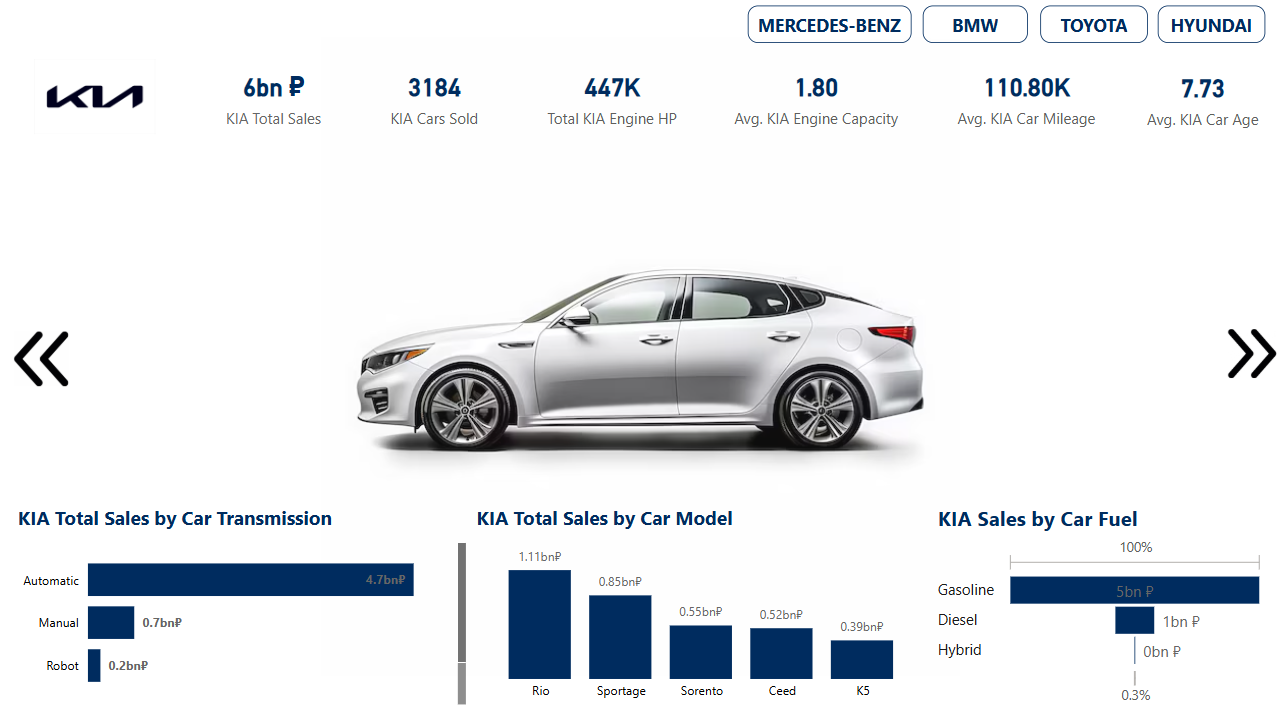 MERCEDES-BENZ BMW TOYOTA HYUNDAI
KIA 6bn ₽ 3184 447K 1.80 110.80K 7.73
KIA Total Sales KIA Cars Sold Total KIA Engine HP Avg. KIA Engine Capacity Avg. KIA Car Mileage Avg. KIA Car Age
KIA Total Sales by Car Transmission
Automatic 4.7bn₽
Manual 0.7bn₽
Robot 0.2bn₽
KIA Total Sales by Car Model
1.11bn₽ 0.85bn₽ 0.55bn₽ 0.52bn₽ 0.39bn₽
Rio Sportage Sorento Ceed K5
KIA Sales by Car Fuel
100%
Gasoline 5bn ₽
Diesel 1bn ₽
Hybrid 0bn ₽
0.3%